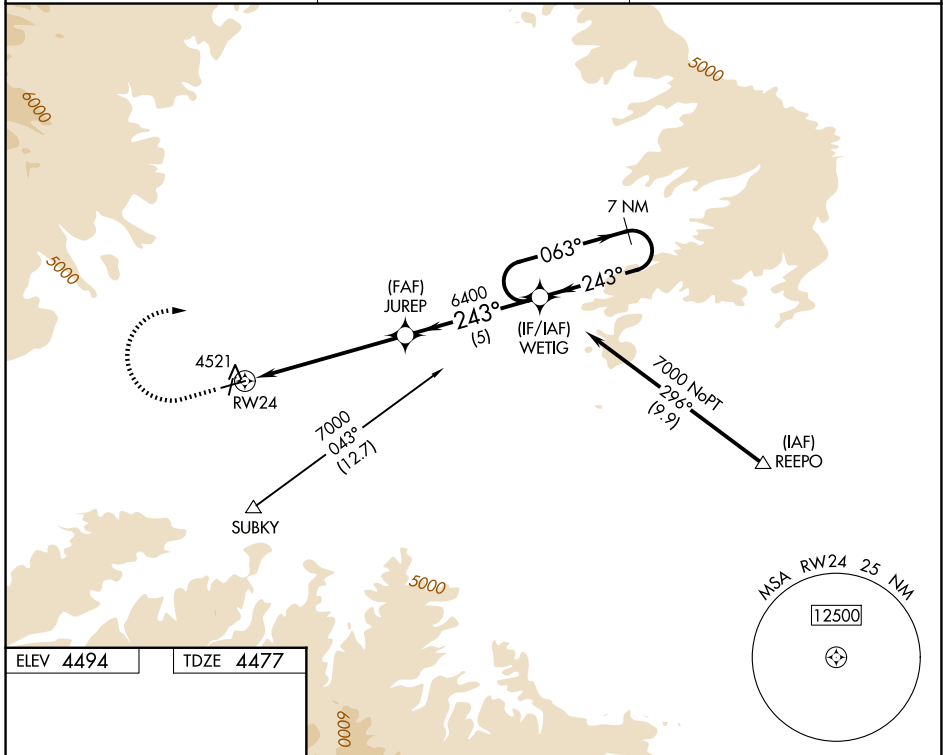 5000
6000
7 NM
063°
243°
5000
(FAF)
JUREP
6400
243°
(5)
(IF/IAF)
WETIG
4521
RW24
7000 NoPT
296°
(9.9)
7000
043°
(12.7)
(IAF)
REEPO
SUBKY
5000
MSA RW24 25 NM
12500
ELEV 4494
TDZE 4477
6000